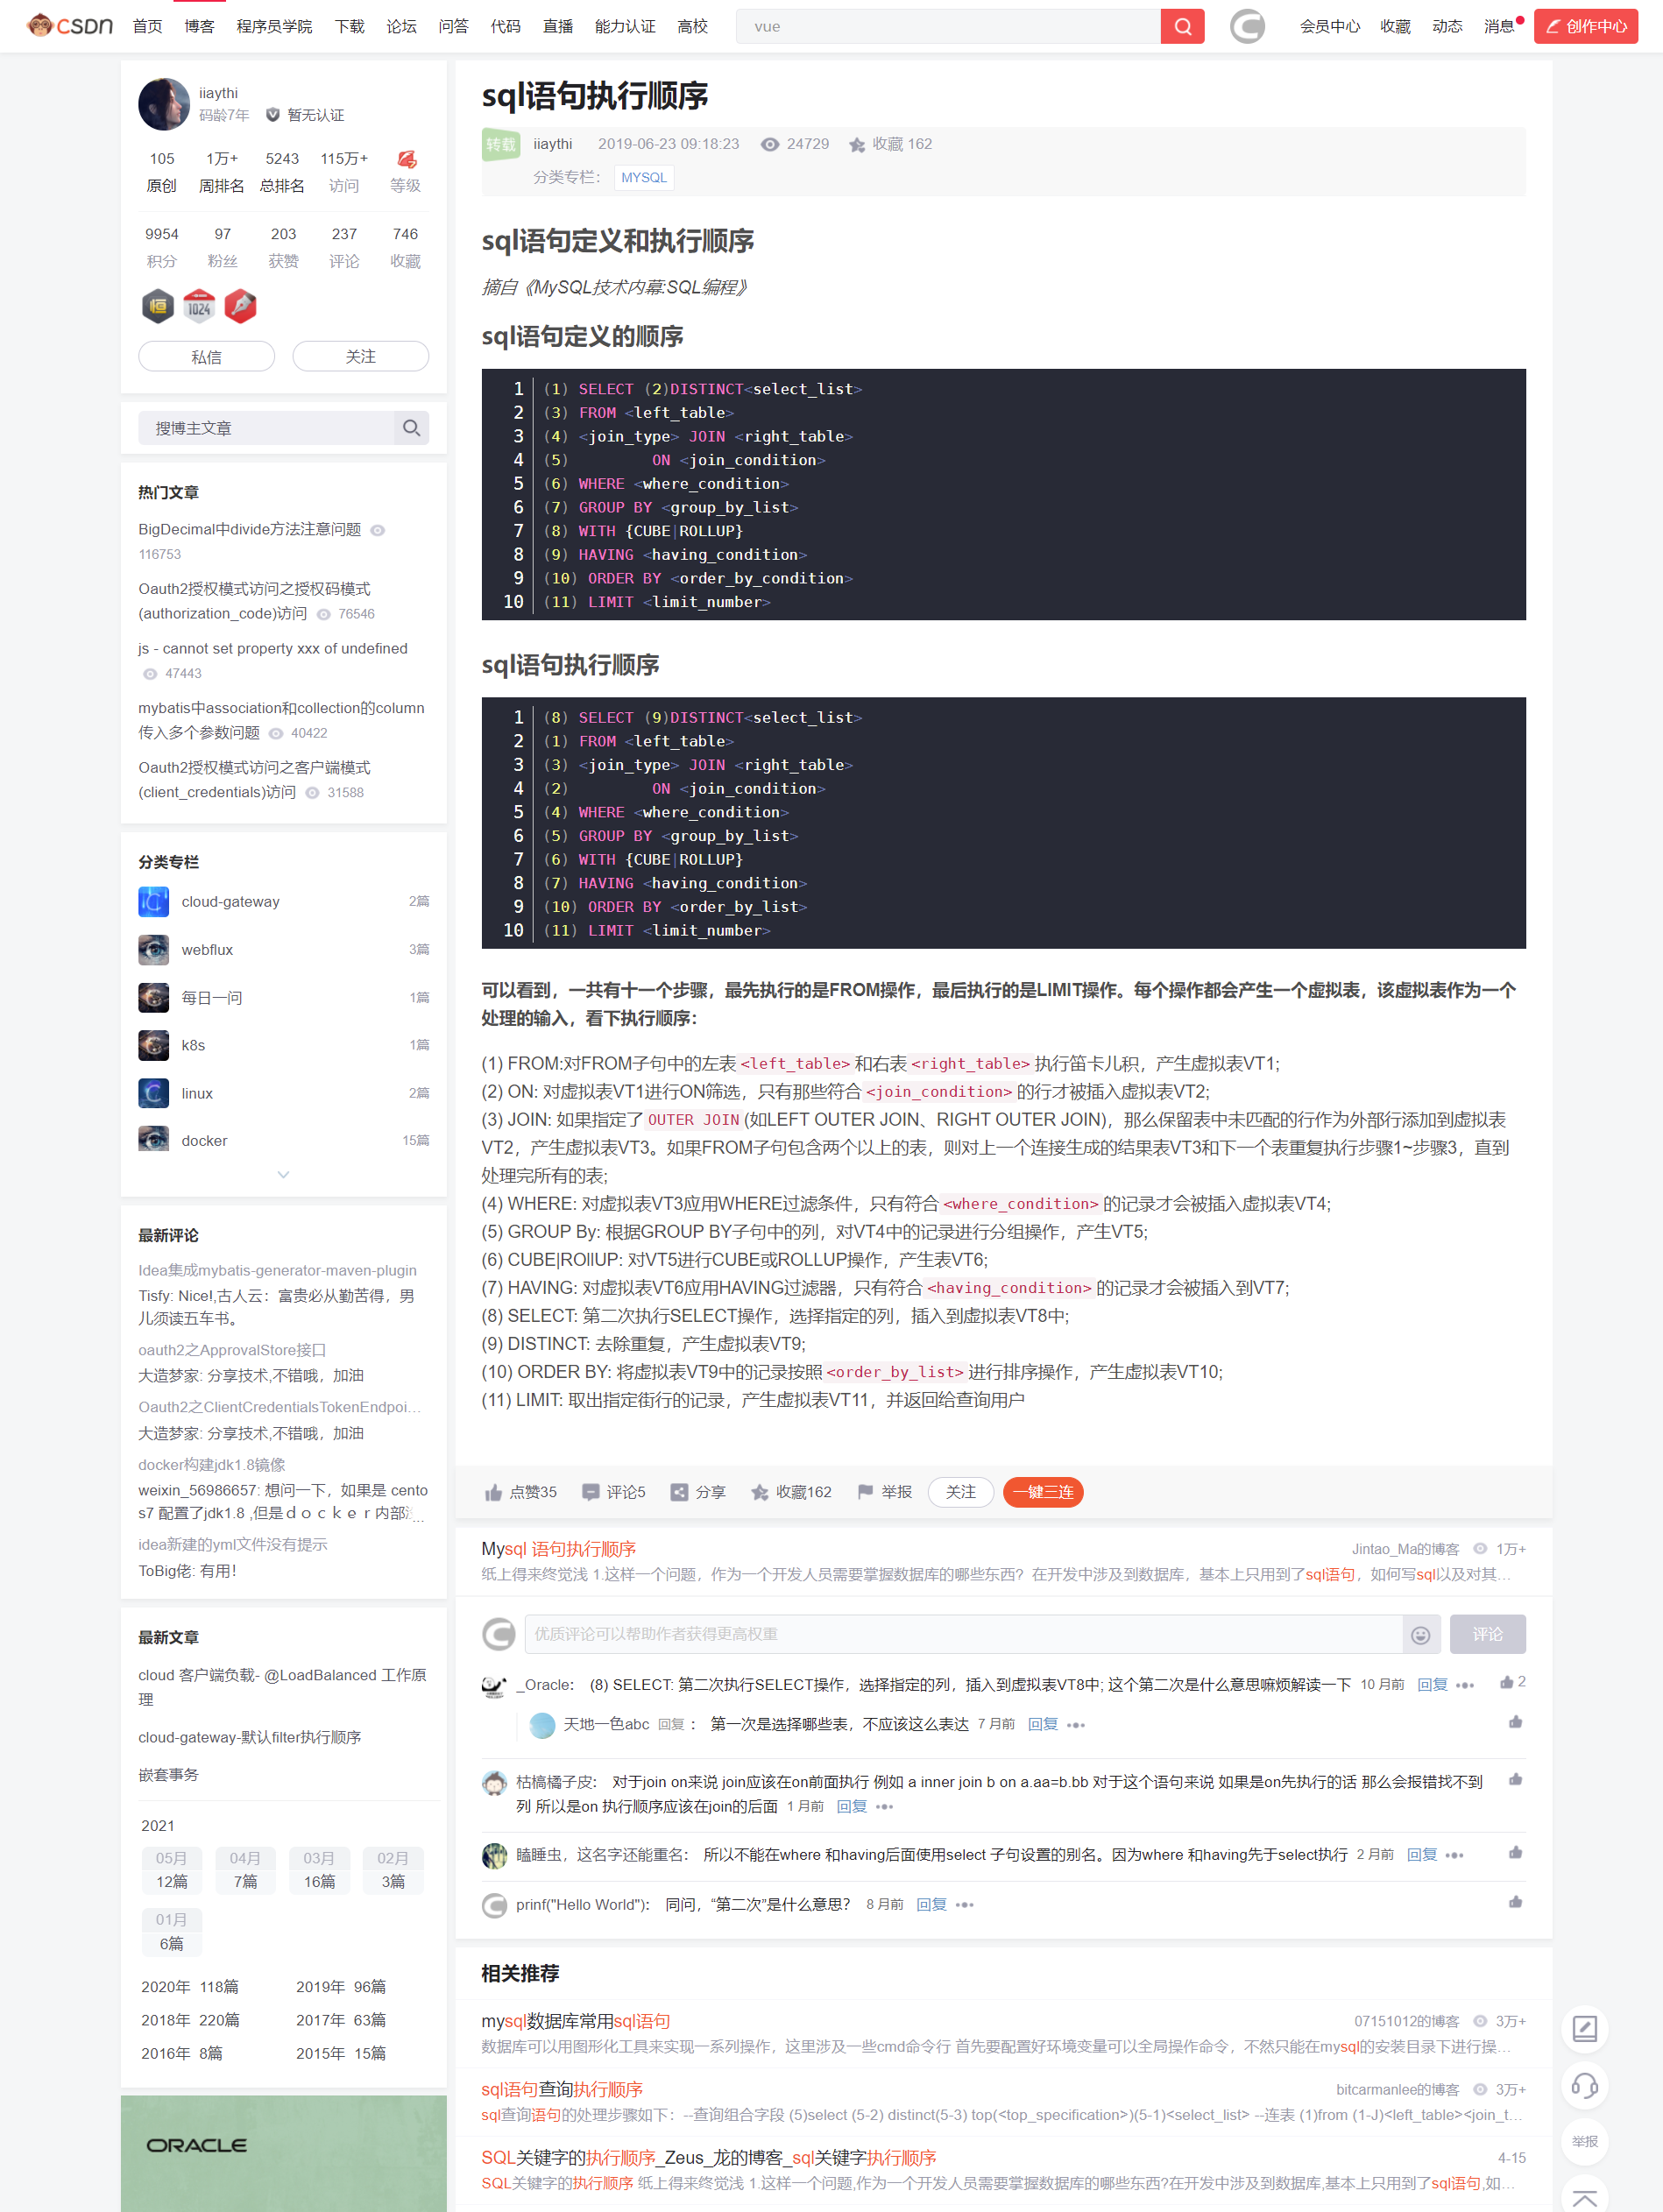 CSDN 首页 博客 程序员学院 下载 论坛 问答 代码 直播 能力认证 高校 vue 会员中心 收藏 动态 消息 创作中心
iiaythi
码龄7年 暂无认证
105 1万+ 5243 115万+
原创 周排名 总排名 访问 等级
9954 97 203 237 746
积分 粉丝 获赞 评论 收藏
1024
私信 关注
搜博主文章
热门文章
BigDecimal中divide方法注意问题
116753
Oauth2授权模式访问之授权码模式
(authorization_code)访问 76546
js - cannot set property xxx of undefined
47443
mybatis中association和collection的column
传入多个参数问题 40422
Oauth2授权模式访问之客户端模式
(client_credentials)访问 31588
分类专栏
cloud-gateway 2篇
webflux 3篇
每日一问 1篇
k8s 1篇
linux 2篇
docker 15篇
最新评论
Idea集成mybatis-generator-maven-plugin
Tisfy: Nice!,古人云：富贵必从勤苦得，男
儿须读五车书。
oauth2之ApprovalStore接口
大造梦家: 分享技术,不错哦，加油
Oauth2之ClientCredentialsTokenEndpoi…
大造梦家: 分享技术,不错哦，加油
docker构建jdk1.8镜像
weixin_56986657: 想问一下，如果是 cento
s7 配置了jdk1.8 ,但是ｄｏｃｋｅｒ内部…
idea新建的yml文件没有提示
ToBig佬: 有用！
最新文章
cloud 客户端负载- @LoadBalanced 工作原
理
cloud-gateway-默认filter执行顺序
嵌套事务
2021
05月 04月 03月 02月
12篇 7篇 16篇 3篇
01月
6篇
2020年 118篇 2019年 96篇
2018年 220篇 2017年 63篇
2016年 8篇 2015年 15篇
ORACLE
sql语句执行顺序
转载 iiaythi 2019-06-23 09:18:23 24729 收藏 162
分类专栏： MYSQL
sql语句定义和执行顺序
摘自《MySQL技术内幕:SQL编程》
sql语句定义的顺序
1 (1) SELECT (2)DISTINCT<select_list>
2 (3) FROM <left_table>
3 (4) <join_type> JOIN <right_table>
4 (5) ON <join_condition>
5 (6) WHERE <where_condition>
6 (7) GROUP BY <group_by_list>
7 (8) WITH {CUBE|ROLLUP}
8 (9) HAVING <having_condition>
9 (10) ORDER BY <order_by_condition>
10 (11) LIMIT <limit_number>
sql语句执行顺序
1 (8) SELECT (9)DISTINCT<select_list>
2 (1) FROM <left_table>
3 (3) <join_type> JOIN <right_table>
4 (2) ON <join_condition>
5 (4) WHERE <where_condition>
6 (5) GROUP BY <group_by_list>
7 (6) WITH {CUBE|ROLLUP}
8 (7) HAVING <having_condition>
9 (10) ORDER BY <order_by_list>
10 (11) LIMIT <limit_number>
可以看到，一共有十一个步骤，最先执行的是FROM操作，最后执行的是LIMIT操作。每个操作都会产生一个虚拟表，该虚拟表作为一个
处理的输入，看下执行顺序：
(1) FROM:对FROM子句中的左表<left_table>和右表<right_table>执行笛卡儿积，产生虚拟表VT1;
(2) ON: 对虚拟表VT1进行ON筛选，只有那些符合<join_condition>的行才被插入虚拟表VT2;
(3) JOIN: 如果指定了OUTER JOIN(如LEFT OUTER JOIN、RIGHT OUTER JOIN)，那么保留表中未匹配的行作为外部行添加到虚拟表
VT2，产生虚拟表VT3。如果FROM子句包含两个以上的表，则对上一个连接生成的结果表VT3和下一个表重复执行步骤1~步骤3，直到
处理完所有的表;
(4) WHERE: 对虚拟表VT3应用WHERE过滤条件，只有符合<where_condition>的记录才会被插入虚拟表VT4;
(5) GROUP By: 根据GROUP BY子句中的列，对VT4中的记录进行分组操作，产生VT5;
(6) CUBE|RollUP: 对VT5进行CUBE或ROLLUP操作，产生表VT6;
(7) HAVING: 对虚拟表VT6应用HAVING过滤器，只有符合<having_condition>的记录才会被插入到VT7;
(8) SELECT: 第二次执行SELECT操作，选择指定的列，插入到虚拟表VT8中;
(9) DISTINCT: 去除重复，产生虚拟表VT9;
(10) ORDER BY: 将虚拟表VT9中的记录按照<order_by_list>进行排序操作，产生虚拟表VT10;
(11) LIMIT: 取出指定街行的记录，产生虚拟表VT11，并返回给查询用户
点赞35 评论5 分享 收藏162 举报 关注 一键三连
Mysql 语句执行顺序 Jintao_Ma的博客 1万+
纸上得来终觉浅 1.这样一个问题，作为一个开发人员需要掌握数据库的哪些东西？在开发中涉及到数据库，基本上只用到了sql语句，如何写sql以及对其…
优质评论可以帮助作者获得更高权重 评论
_Oracle： (8) SELECT: 第二次执行SELECT操作，选择指定的列，插入到虚拟表VT8中; 这个第二次是什么意思嘛烦解读一下 10 月前 回复 2
天地一色abc 回复： 第一次是选择哪些表，不应该这么表达 7 月前 回复
枯槁橘子皮： 对于join on来说 join应该在on前面执行 例如 a inner join b on a.aa=b.bb 对于这个语句来说 如果是on先执行的话 那么会报错找不到
列 所以是on 执行顺序应该在join的后面 1 月前 回复
瞌睡虫，这名字还能重名： 所以不能在where 和having后面使用select 子句设置的别名。因为where 和having先于select执行 2 月前 回复
prinf("Hello World")： 同问，“第二次”是什么意思？ 8 月前 回复
相关推荐
mysql数据库常用sql语句 07151012的博客 3万+
数据库可以用图形化工具来实现一系列操作，这里涉及一些cmd命令行 首先要配置好环境变量可以全局操作命令，不然只能在mysql的安装目录下进行操…
sql语句查询执行顺序 bitcarmanlee的博客 3万+
sql查询语句的处理步骤如下：--查询组合字段 (5)select (5-2) distinct(5-3) top(<top_specification>)(5-1)<select_list> --连表 (1)from (1-J)<left_table><join_t…
SQL关键字的执行顺序_Zeus_龙的博客_sql关键字执行顺序 4-15
SQL关键字的执行顺序 纸上得来终觉浅 1.这样一个问题,作为一个开发人员需要掌握数据库的哪些东西?在开发中涉及到数据库,基本上只用到了sql语句,如…
举报